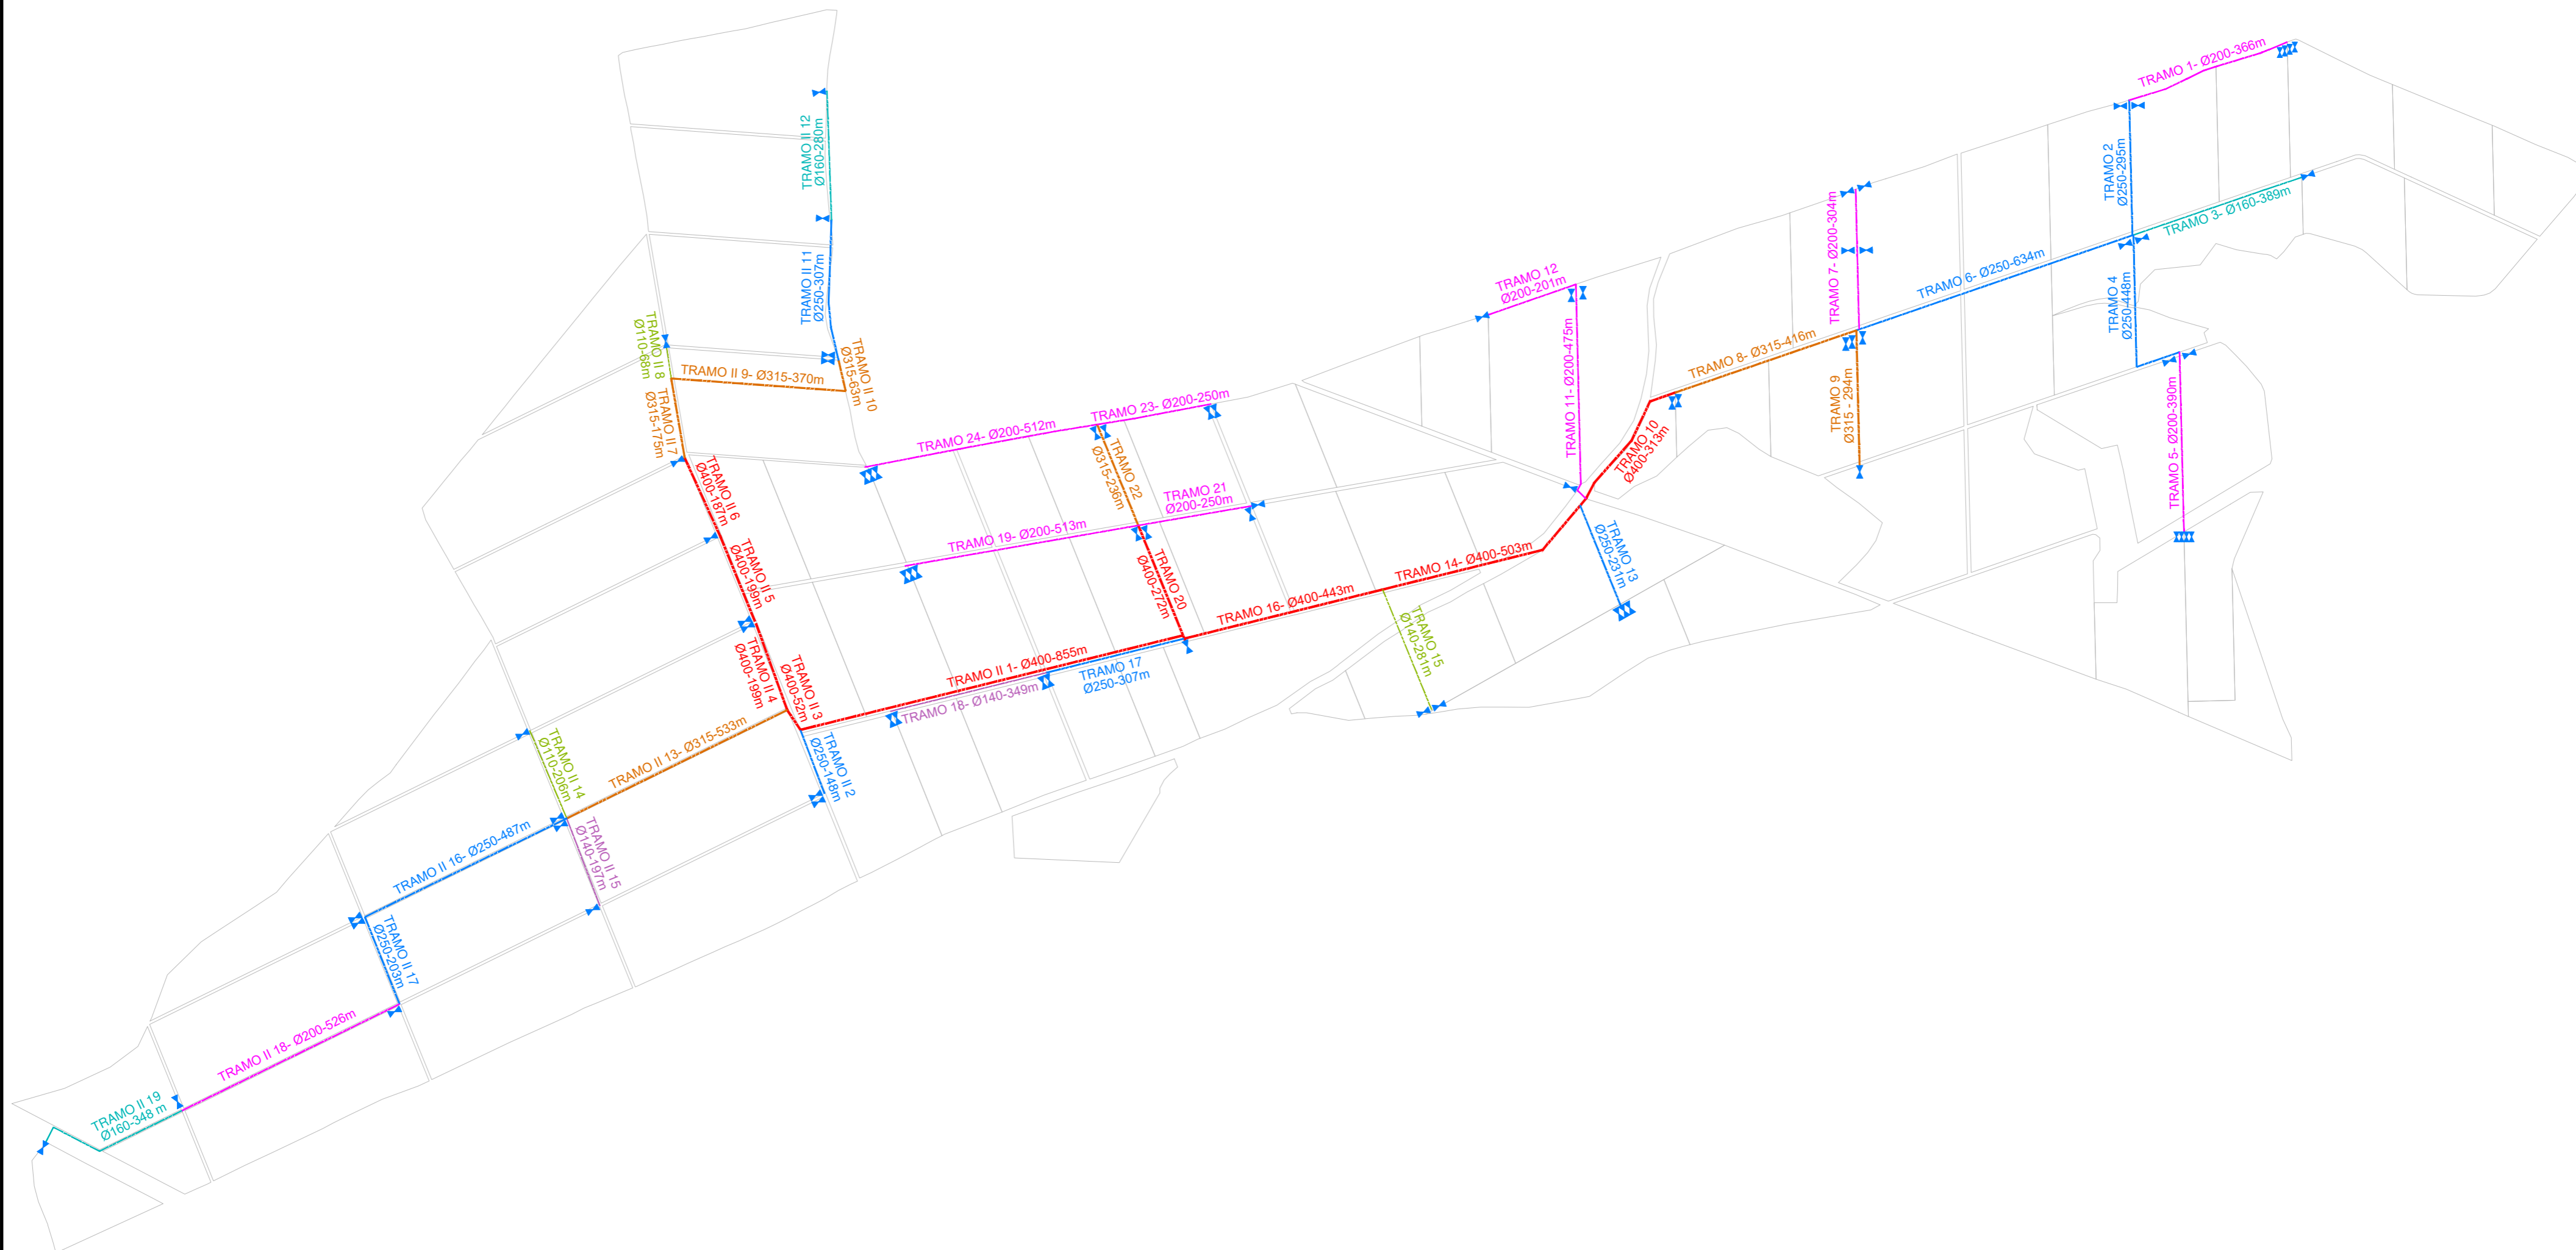 TRAMO 1- Ø200-366m
TRAMO 2
Ø250-295m
TRAMO 3- Ø160-389m
TRAMO 4
Ø250-448m
TRAMO 5- Ø200-390m
TRAMO 6- Ø250-634m
TRAMO 7- Ø200-304m
TRAMO 8- Ø315-416m
TRAMO 9
Ø315 - 294m
TRAMO 10
Ø400-313m
TRAMO 11- Ø200-475m
TRAMO 12
Ø200-201m
TRAMO 13
Ø250-231m
TRAMO 14- Ø400-503m
TRAMO 15
Ø140-281m
TRAMO 16- Ø400-443m
TRAMO 17
Ø250-307m
TRAMO 18- Ø140-349m
TRAMO 19- Ø200-513m
TRAMO 20
Ø400-272m
TRAMO 21
Ø200-250m
TRAMO 22
Ø315-236m
TRAMO 23- Ø200-250m
TRAMO 24- Ø200-512m
TRAMO II 1- Ø400-855m
TRAMO II 2
Ø250-148m
TRAMO II 3
Ø400-52m
TRAMO II 4
Ø400-199m
TRAMO II 5
Ø400-199m
TRAMO II 6
Ø400-187m
TRAMO II 7
Ø315-175m
TRAMO II 8
Ø110-68m
TRAMO II 9- Ø315-370m
TRAMO II 10
Ø315-63m
TRAMO II 11
Ø250-307m
TRAMO II 12
Ø160-280m
TRAMO II 13- Ø315-533m
TRAMO II 14
Ø110-206m
TRAMO II 15
Ø140-197m
TRAMO II 16- Ø250-487m
TRAMO II 17
Ø250-203m
TRAMO II 18- Ø200-526m
TRAMO II 19
Ø160-348 m